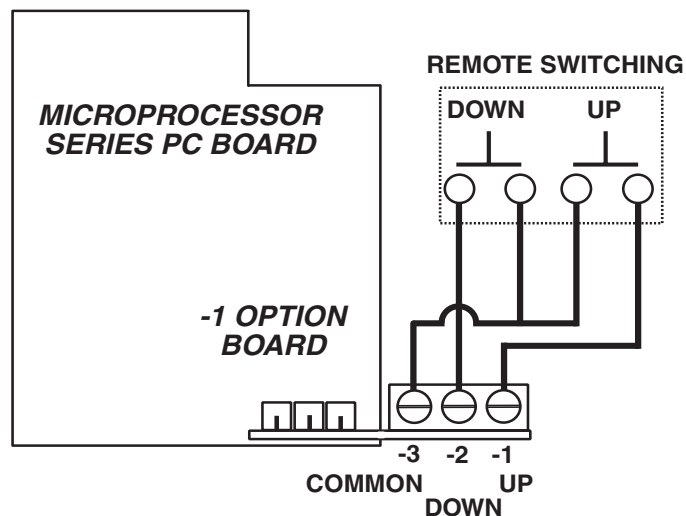 REMOTE SWITCHING
DOWN UP
MICROPROCESSOR
SERIES PC BOARD
-1 OPTION
BOARD
-3 -2 -1
COMMON UP
DOWN